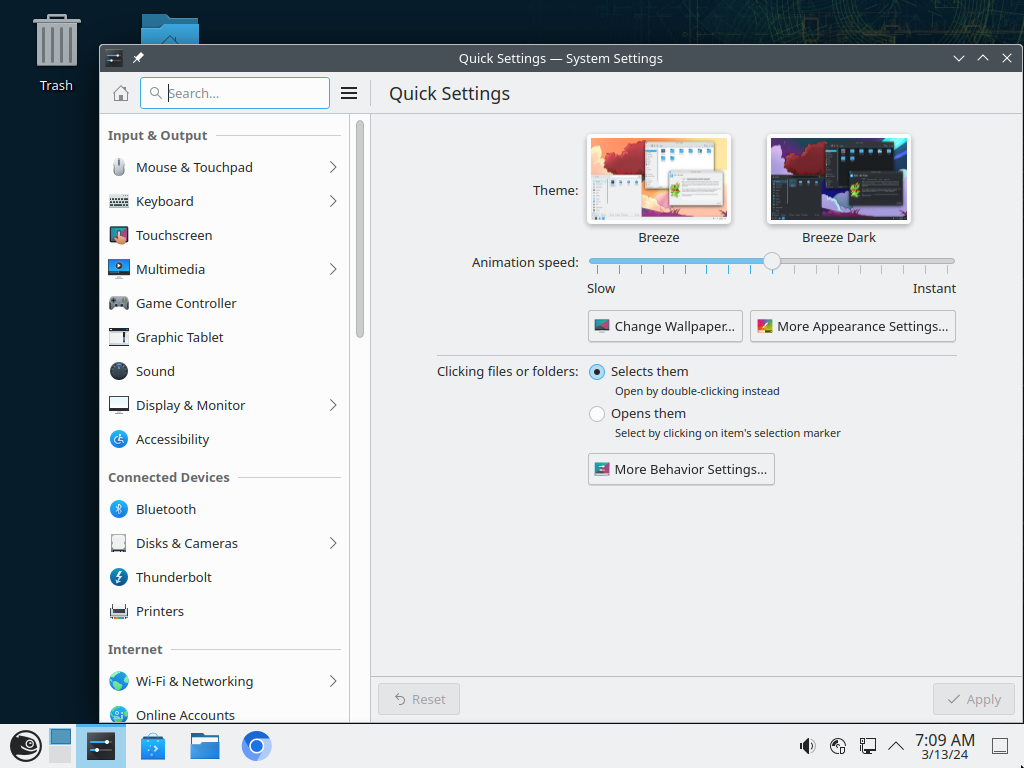 Trash
Quick Settings — System Settings
Search...
Quick Settings
Input & Output
Mouse & Touchpad
Keyboard
Touchscreen
Multimedia
Game Controller
Graphic Tablet
Sound
Display & Monitor
Accessibility
Connected Devices
Bluetooth
Disks & Cameras
Thunderbolt
Printers
Internet
Wi-Fi & Networking
Online Accounts
Theme:
Breeze
Breeze Dark
Animation speed:
Slow
Instant
Change Wallpaper...
More Appearance Settings...
Clicking files or folders:
Selects them
Open by double-clicking instead
Opens them
Select by clicking on item's selection marker
More Behavior Settings...
Reset
Apply
7:09 AM
3/13/24